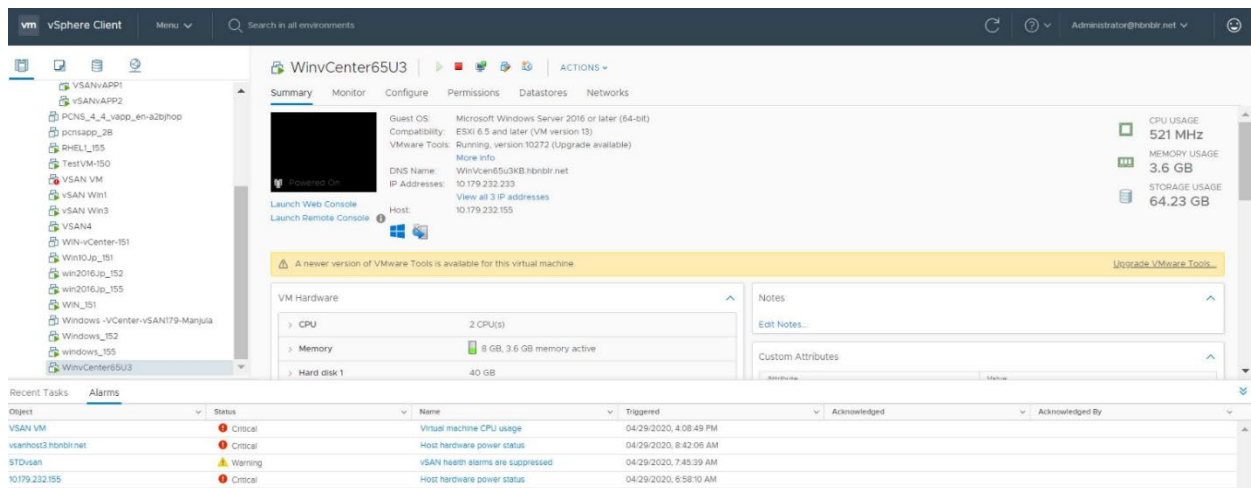 vm vSphere Client Menu Search in all environments Administrator@hbnblr.net
VSANvAPP1
vSANvAPP2
PCNS_4_4_vapp_en-a2bjhop
pcnsapp_28
RHEL1_155
TestVM-150
VSAN VM
vSAN Win1
vSAN Win3
VSAN4
WIN-vCenter-151
Win10Jp_151
win2016Jp_152
win2016Jp_155
WIN_151
Windows -VCenter-vSAN179-Manjula
Windows_152
windows_155
WinvCenter65U3
WinvCenter65U3 ACTIONS
Summary Monitor Configure Permissions Datastores Networks
Powered On
Launch Web Console
Launch Remote Console
Guest OS: Microsoft Windows Server 2016 or later (64-bit)
Compatibility: ESXi 6.5 and later (VM version 13)
VMware Tools: Running, version:10272 (Upgrade available)
More info
DNS Name: WinVcen65u3KB.hbnblr.net
IP Addresses: 10.179.232.233
View all 3 IP addresses
Host: 10.179.232.155
CPU USAGE
521 MHz
MEMORY USAGE
3.6 GB
STORAGE USAGE
64.23 GB
A newer version of VMware Tools is available for this virtual machine. Upgrade VMware Tools...
VM Hardware
CPU 2 CPU(s)
Memory 8 GB, 3.6 GB memory active
Hard disk 1 40 GB
Notes
Edit Notes...
Custom Attributes
Attribute Value
Recent Tasks Alarms
Object Status Name Triggered Acknowledged Acknowledged By
VSAN VM Critical Virtual machine CPU usage 04/29/2020, 4:08:49 PM
vsanhost3.hbnblr.net Critical Host hardware power status 04/29/2020, 8:42:06 AM
STDvsan Warning vSAN health alarms are suppressed 04/29/2020, 7:45:39 AM
10.179.232.155 Critical Host hardware power status 04/29/2020, 6:58:10 AM